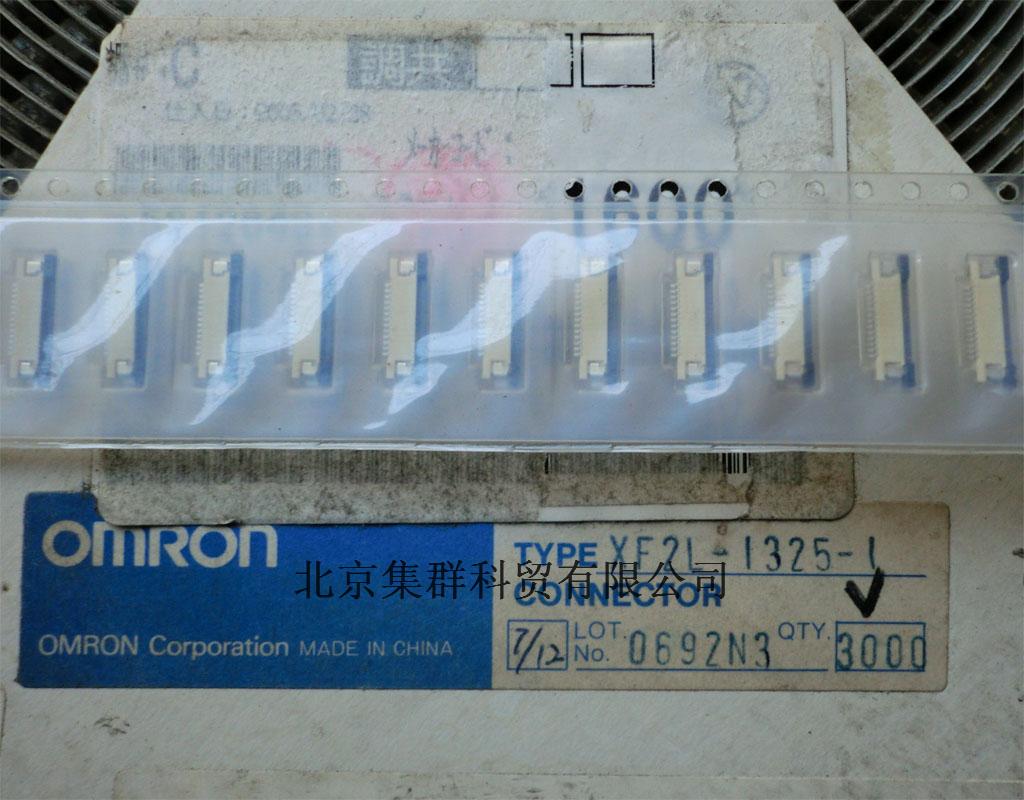 C
調共
1600
OMRON
TYPE XF2L-1325-1
北京集群科贸有限公司
CONNECTOR
7/12 LOT. No. 0692N3 QTY. 3000
OMRON Corporation MADE IN CHINA